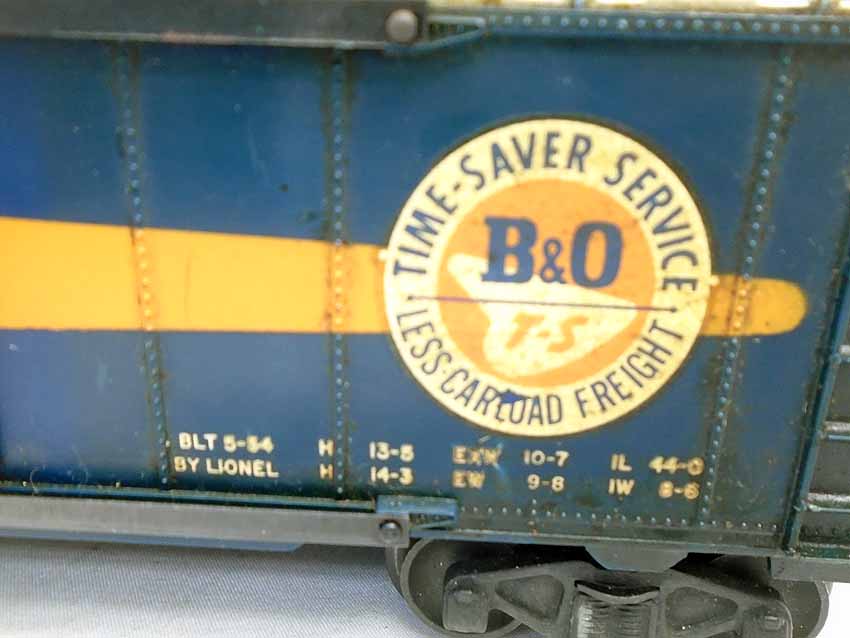 TIME-SAVER SERVICE
B&O
T-S
LESS-CARLOAD FREIGHT
BLT 5-54 H 13-5 EXW 10-7 IL 44-0
BY LIONEL H 14-3 EW 9-8 IW 8-6